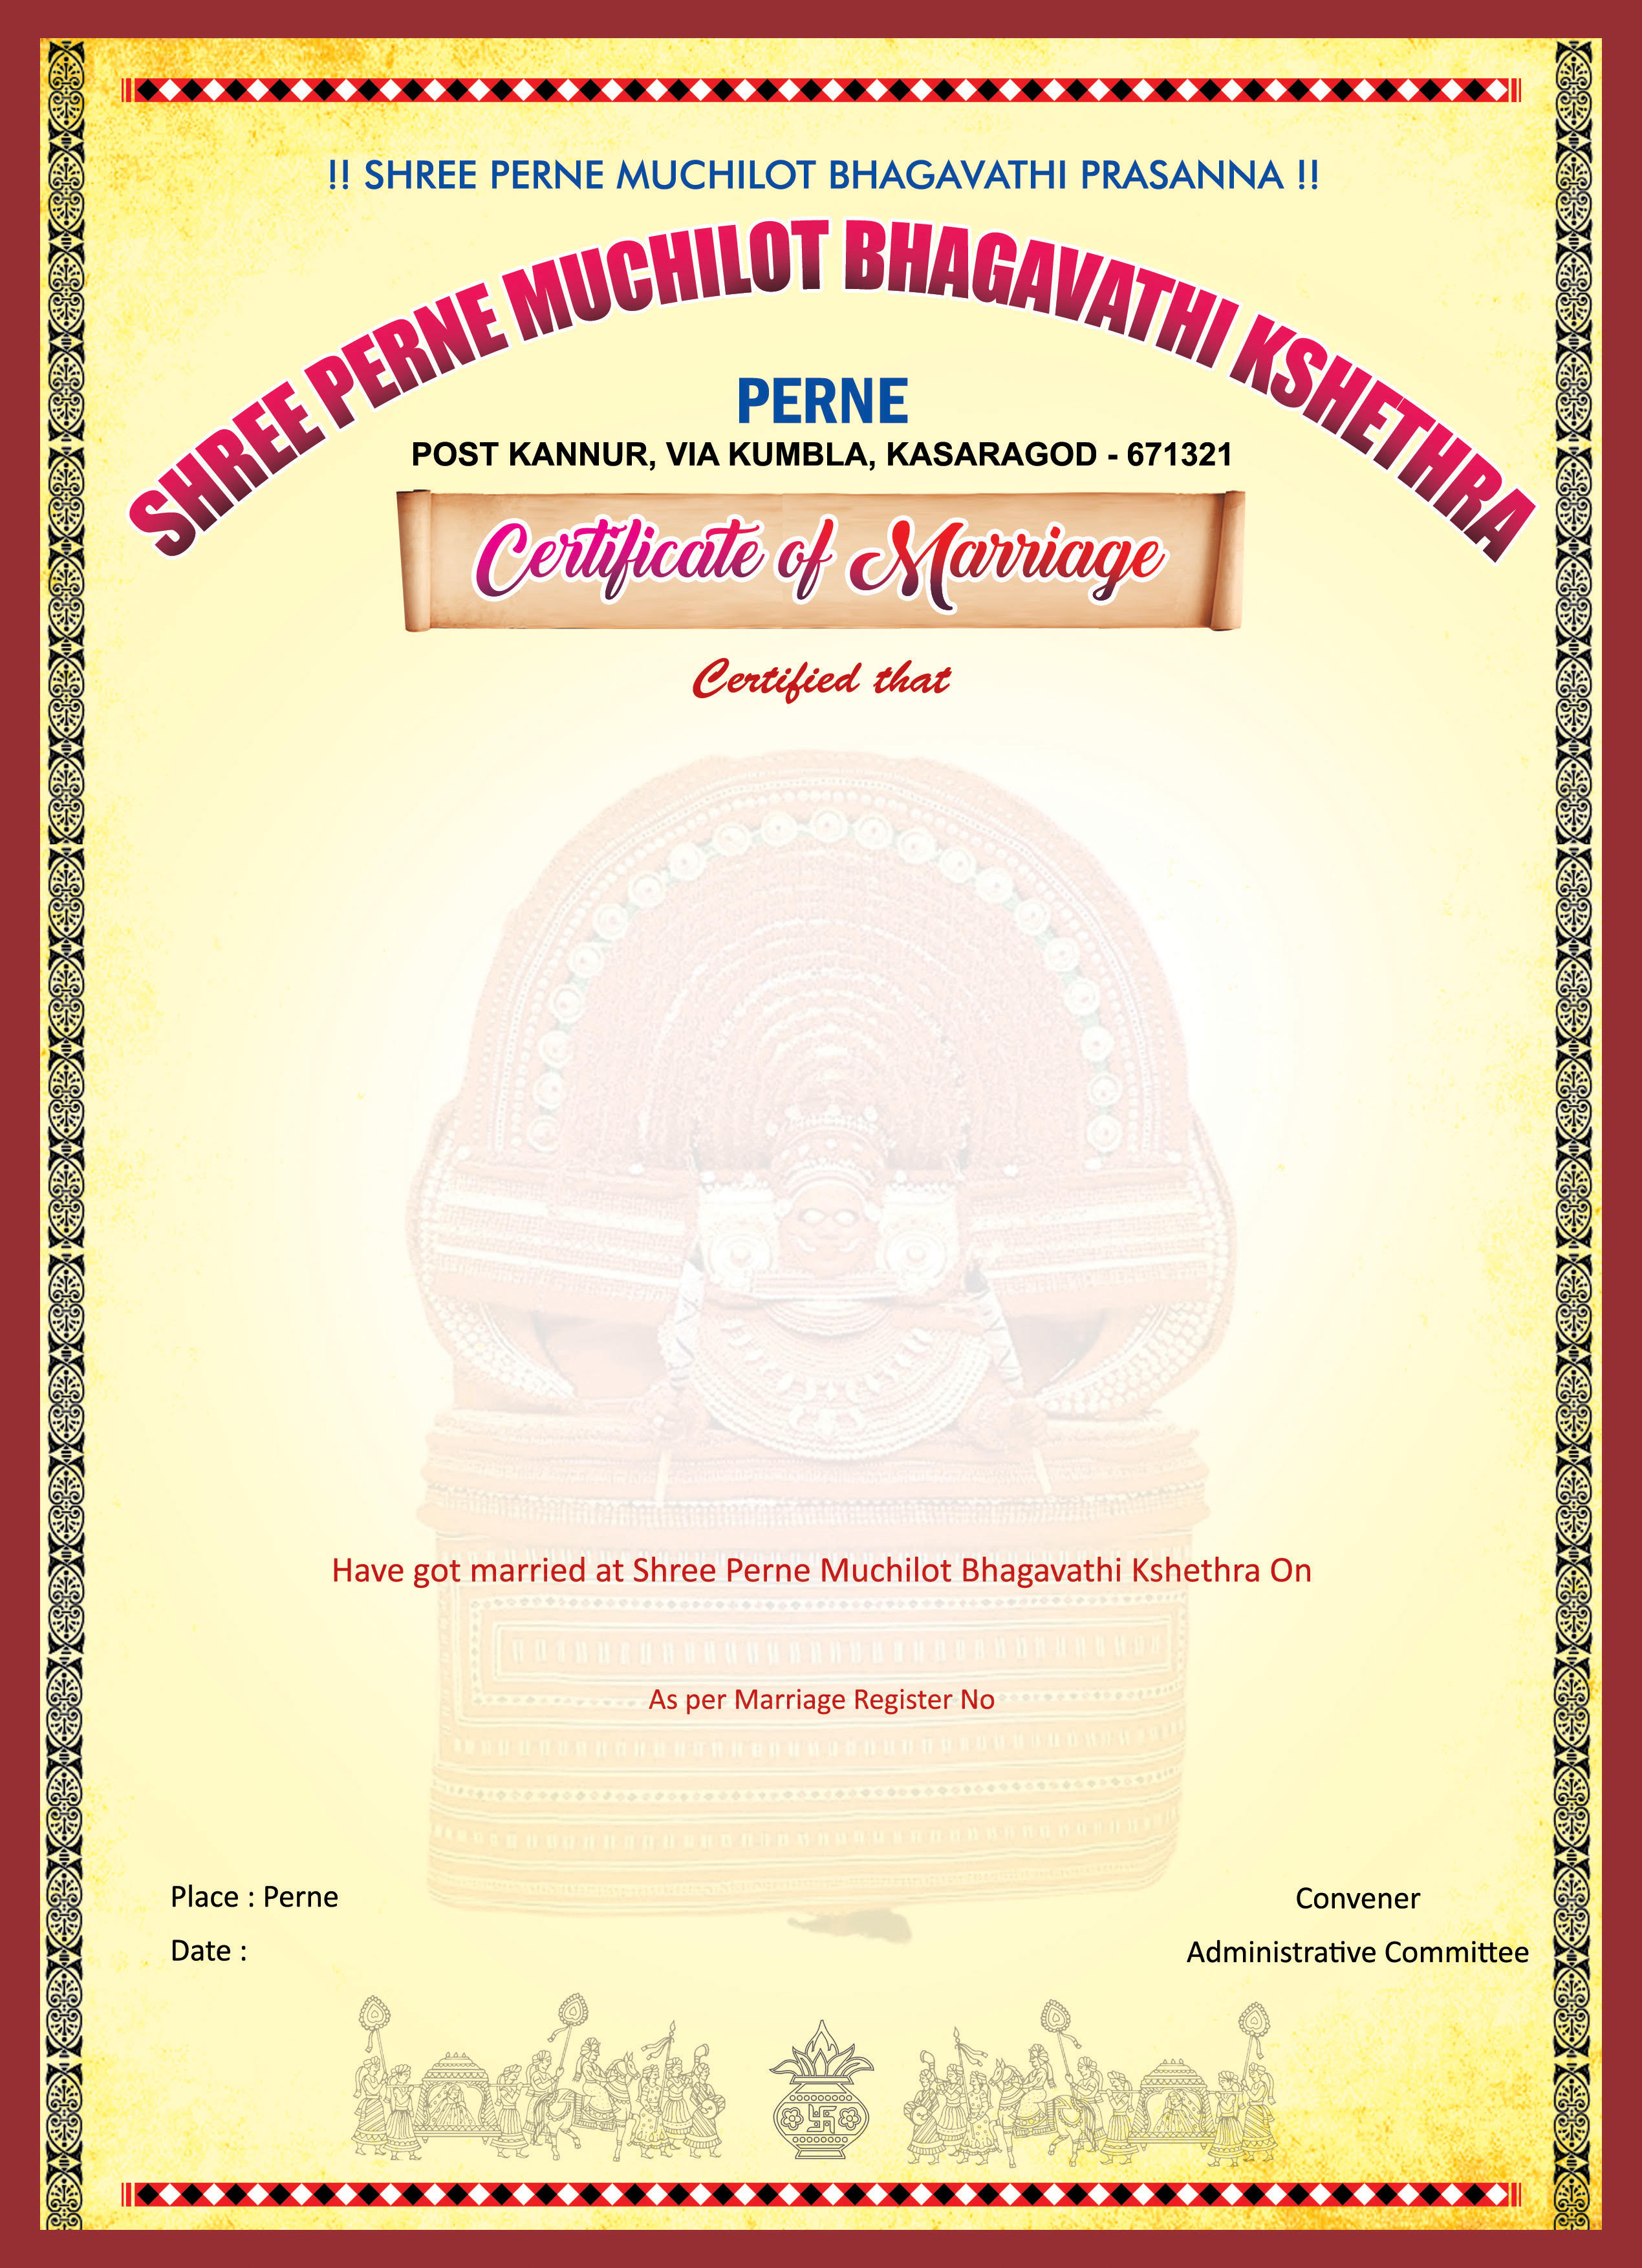 !! SHREE PERNE MUCHILOT BHAGAVATHI PRASANNA !!
SHREE PERNE MUCHILOT BHAGAVATHI KSHETHRA
PERNE
POST KANNUR, VIA KUMBLA, KASARAGOD - 671321
Certificate of Marriage
Certified that
Have got married at Shree Perne Muchilot Bhagavathi Kshethra On
As per Marriage Register No
Place : Perne
Convener
Date :
Administrative Committee